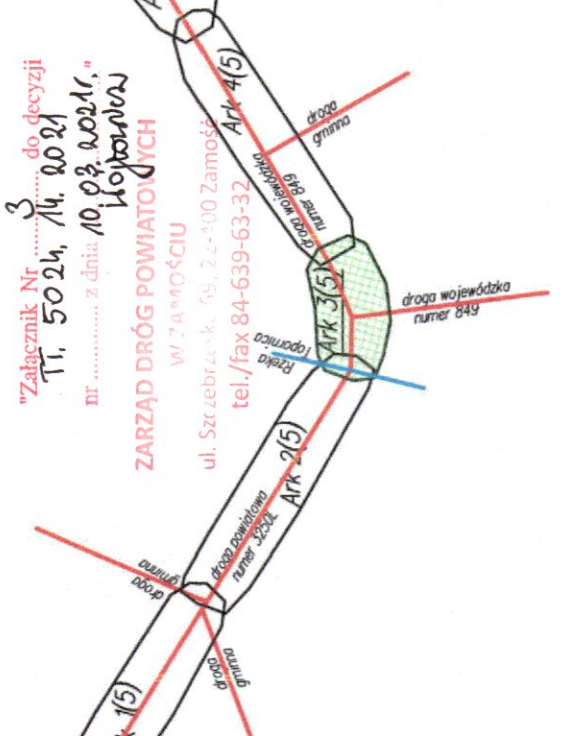 "Załącznik Nr 3 do decyzji
TT. 5024. 14. 2021
nr ........... z dnia 10.03.2021r."
ZARZĄD DRÓG POWIATOWYCH
W ZAMOŚCIU
ul. Szczebrzeska 69, 22-400 Zamość
tel./fax 84-639-63-32
Ark 4(5)
droga
gminna
droga wojewódzka
numer 849
Ark 3(5)
droga wojewódzka
numer 849
Rzeka
Topornica
Ark 2(5)
droga powiatowa
numer 3250L
droga
gminna
droga
gminna
1(5)